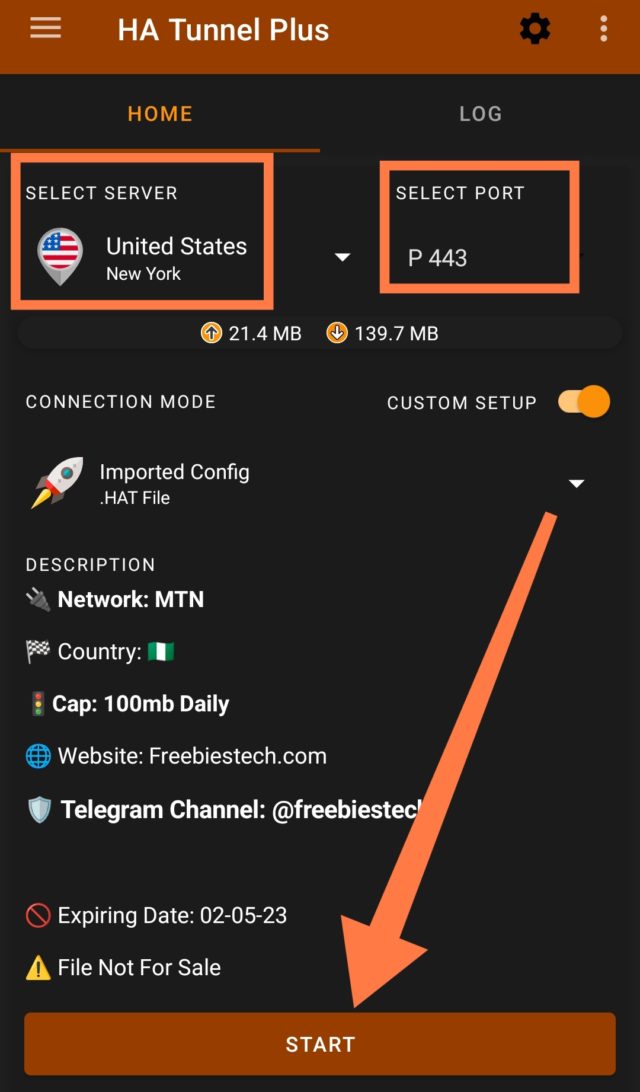 HA Tunnel Plus
HOME
LOG
SELECT SERVER
SELECT PORT
United States
New York
P 443
21.4 MB
139.7 MB
CONNECTION MODE
CUSTOM SETUP
Imported Config
.HAT File
DESCRIPTION
🔌 Network: MTN
🏁 Country: 🇳🇬
🚦Cap: 100mb Daily
🌐 Website: Freebiestech.com
🛡️ Telegram Channel: @freebiestec
🚫 Expiring Date: 02-05-23
⚠️ File Not For Sale
START